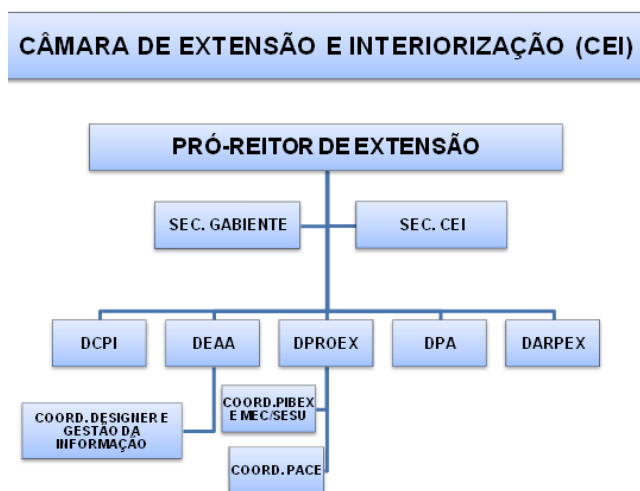 CÂMARA DE EXTENSÃO E INTERIORIZAÇÃO (CEI)
PRÓ-REITOR DE EXTENSÃO
SEC. GABIENTE
SEC. CEI
DCPI
DEAA
DPROEX
DPA
DARPEX
COORD.DESIGNER E
GESTÃO DA
INFORMAÇÃO
COORD.PIBEX
E MEC/SESU
COORD.PACE